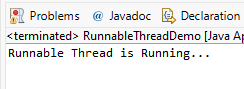 Problems @ Javadoc Declaration
<terminated> RunnableThreadDemo [Java Ap
Runnable Thread is Running...